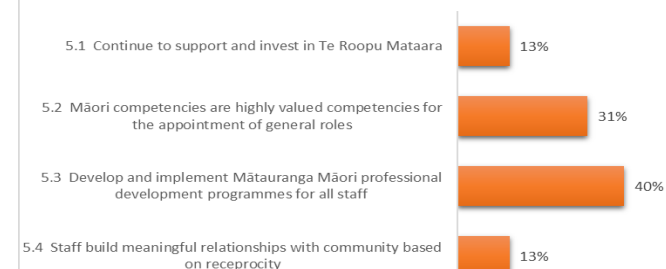 5.1 Continue to support and invest in Te Roopu Mataara
13%
5.2 Māori competencies are highly valued competencies for
the appointment of general roles
31%
5.3 Develop and implement Mātauranga Māori professional
development programmes for all staff
40%
5.4 Staff build meaningful relationships with community based
on receprocity
13%